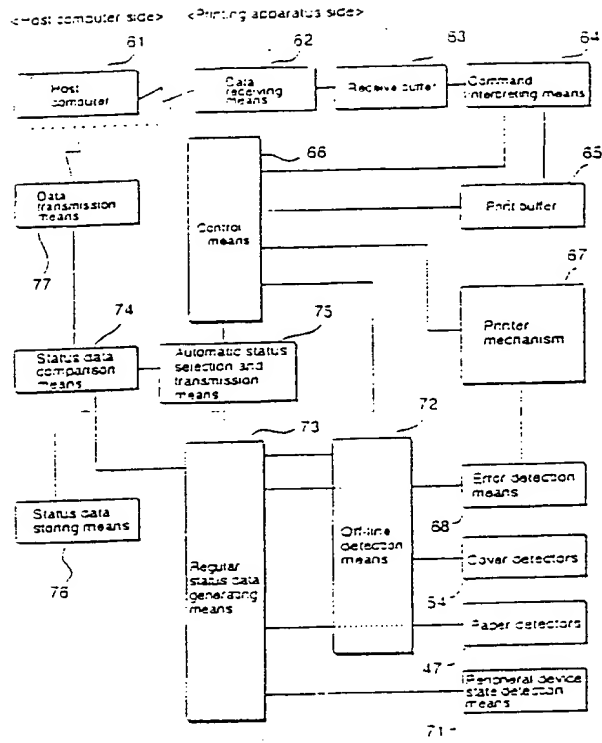 <Host computer side>
<Printing apparatus side>
61
62
63
64
Host
computer
Data
receiving
means
Receive buffer
Command
interpreting means
66
65
Data
transmission
means
Control
means
Print buffer
77
67
74
75
Printer
mechanism
Status data
comparison
means
Automatic status
selection and
transmission means
73
72
Status data
storing means
76
Regular
status data
generating
means
Off-line
detection
means
Error detection
means
68
Cover detectors
54
Paper detectors
47
Peripheral device
state detection
means
71